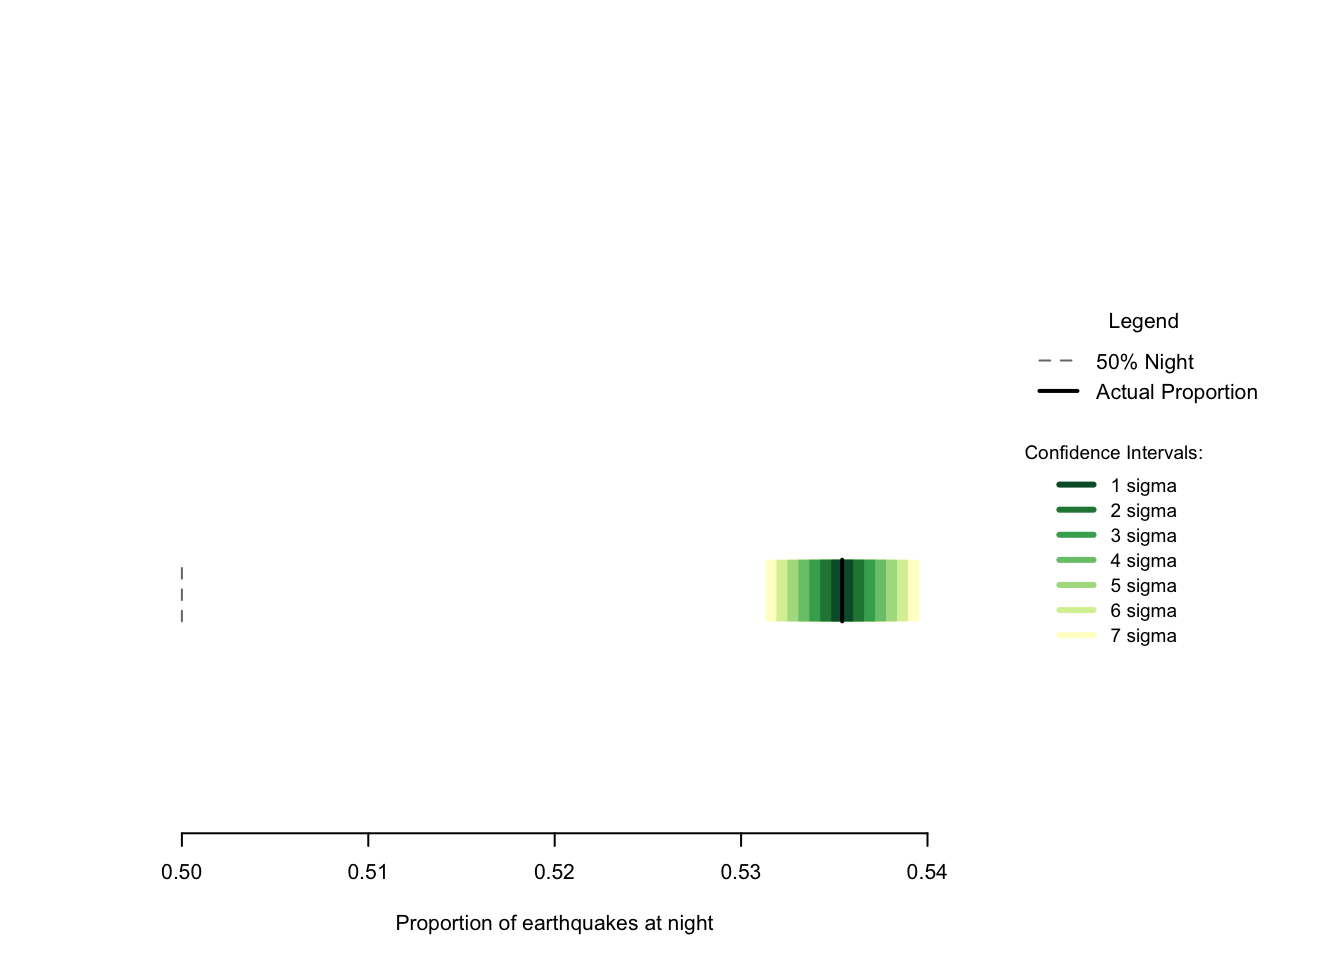 Legend
50% Night
Actual Proportion
Confidence Intervals:
1 sigma
2 sigma
3 sigma
4 sigma
5 sigma
6 sigma
7 sigma
0.50 0.51 0.52 0.53 0.54
Proportion of earthquakes at night